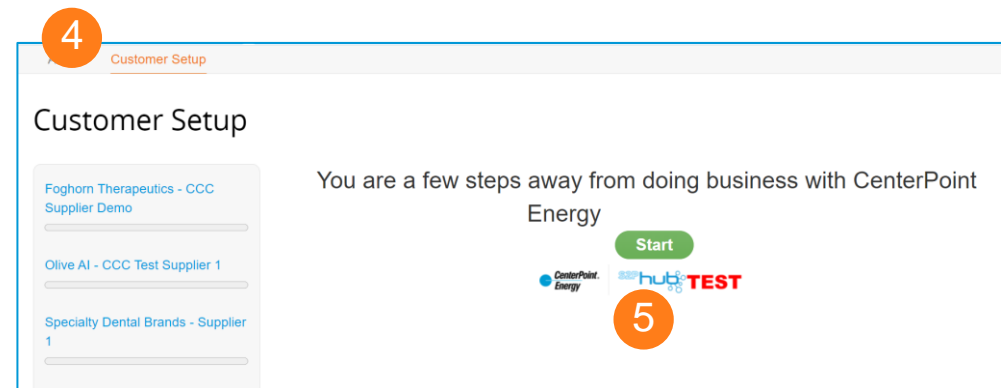 4
Customer Setup
Customer Setup
Foghorn Therapeutics - CCC
Supplier Demo
Olive AI - CCC Test Supplier 1
Specialty Dental Brands - Supplier
1
You are a few steps away from doing business with CenterPoint
Energy
Start
CenterPoint.
Energy
S2P hub TEST
5